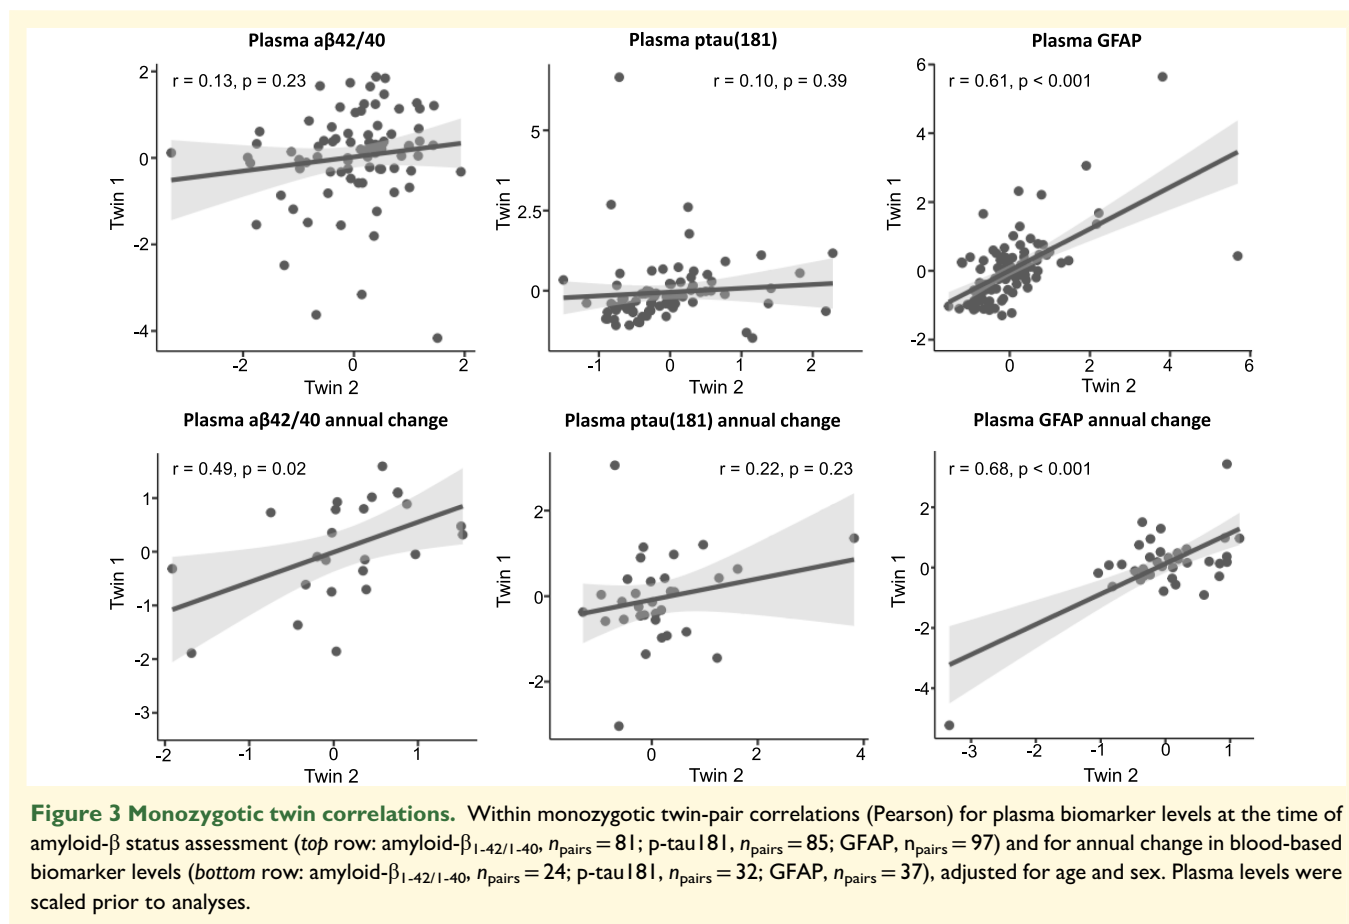 Plasma aβ42/40
r = 0.13, p = 0.23
Twin 1
2
0
-2
-4
-2
0
2
Twin 2
Plasma ptau(181)
r = 0.10, p = 0.39
Twin 1
5
2.5
0
-1
0
1
2
Twin 2
Plasma GFAP
r = 0.61, p < 0.001
Twin 1
6
4
2
0
-2
0
2
4
6
Twin 2
Plasma aβ42/40 annual change
r = 0.49, p = 0.02
Twin 1
1
0
-1
-2
-3
-2
-1
0
1
Twin 2
Plasma ptau(181) annual change
r = 0.22, p = 0.23
Twin 1
2
0
-2
0
2
4
Twin 2
Plasma GFAP annual change
r = 0.68, p < 0.001
Twin 1
2
0
-2
-4
-3
-2
-1
0
1
Twin 2
Figure 3 Monozygotic twin correlations. Within monozygotic twin-pair correlations (Pearson) for plasma biomarker levels at the time of
amyloid-β status assessment (top row: amyloid-β1-42/1-40, npairs = 81; p-tau181, npairs = 85; GFAP, npairs = 97) and for annual change in blood-based
biomarker levels (bottom row: amyloid-β1-42/1-40, npairs = 24; p-tau181, npairs = 32; GFAP, npairs = 37), adjusted for age and sex. Plasma levels were
scaled prior to analyses.